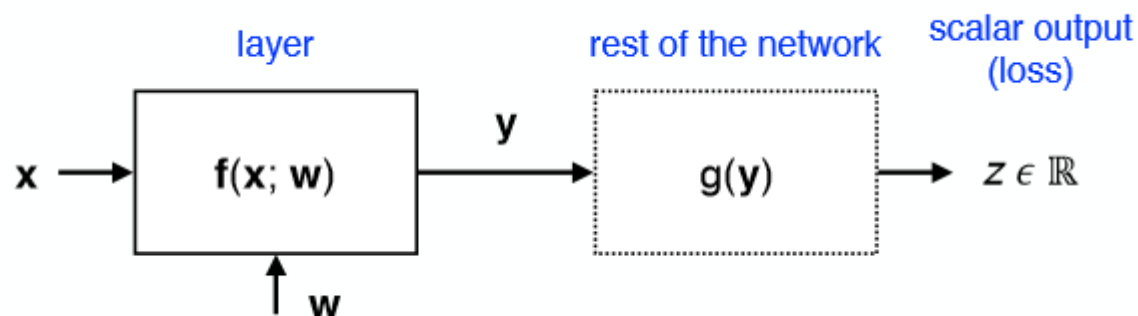 layer
rest of the network
scalar output
(loss)
x
f(x; w)
y
g(y)
z ϵ ℝ
w